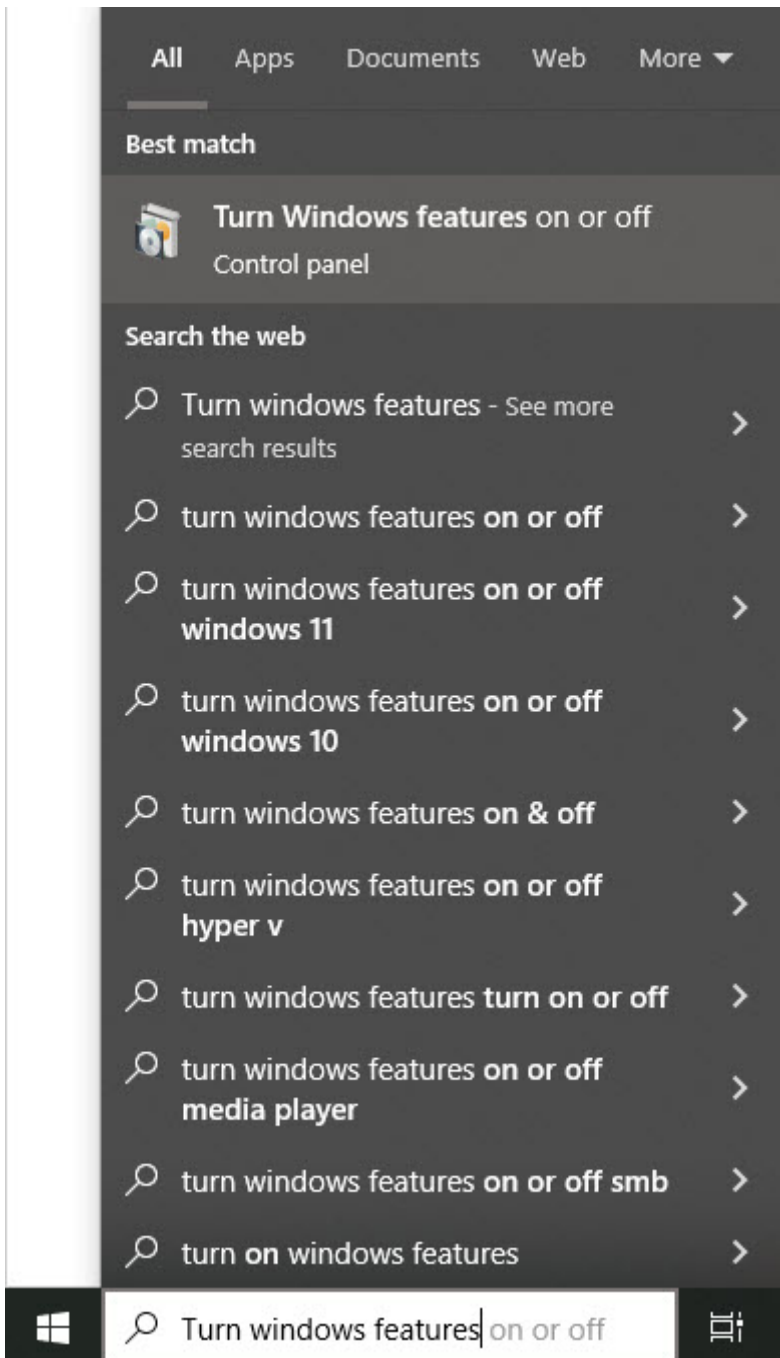 All Apps Documents Web More
Best match
Turn Windows features on or off
Control panel
Search the web
Turn windows features - See more
search results
turn windows features on or off
turn windows features on or off
windows 11
turn windows features on or off
windows 10
turn windows features on & off
turn windows features on or off
hyper v
turn windows features turn on or off
turn windows features on or off
media player
turn windows features on or off smb
turn on windows features
Turn windows features on or off